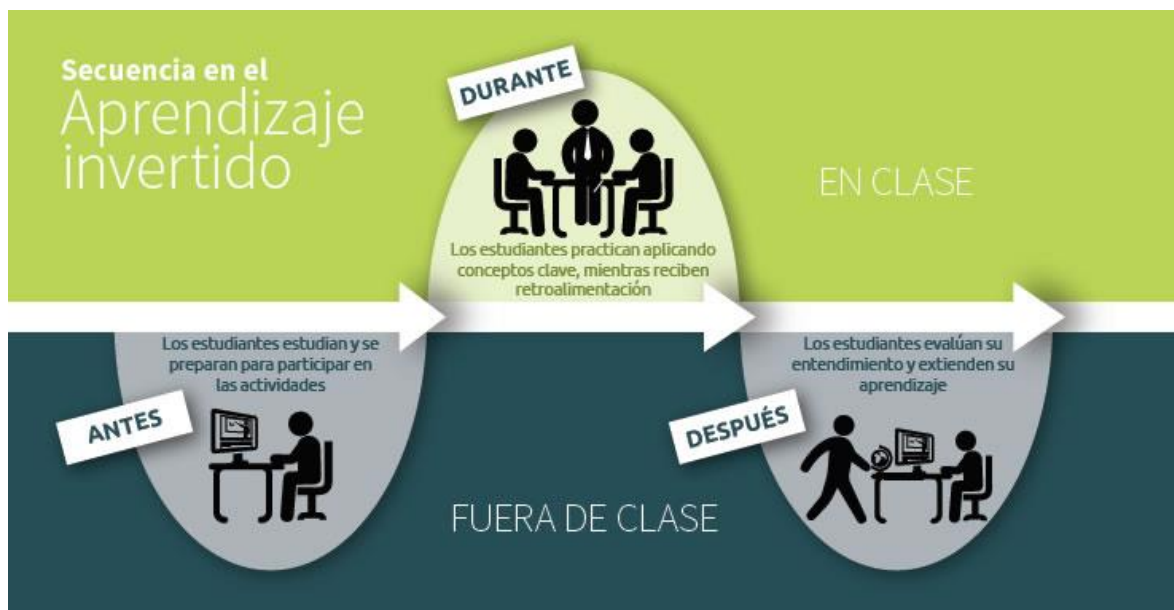 Secuencia en el
Aprendizaje
invertido
DURANTE
Los estudiantes practican aplicando
conceptos clave, mientras reciben
retroalimentación
EN CLASE
Los estudiantes estudian y se
preparan para participar en
las actividades
ANTES
FUERA DE CLASE
Los estudiantes evalúan su
entendimiento y extienden su
aprendizaje
DESPUÉS